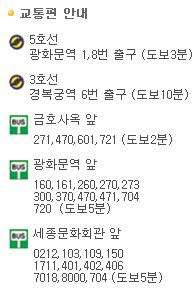 교통편 안내
5호선
광화문역 1,8번 출구 (도보3분)
3호선
경복궁역 6번 출구 (도보10분)
BUS
금호사옥 앞
271,470,601,721 (도보2분)
BUS
광화문역 앞
160,161,260,270,273
300,370,470,471,704
720 (도보5분)
BUS
세종문화회관 앞
0212,103,109,150
1711,401,402,406
7018,8000,704 (도보5분)